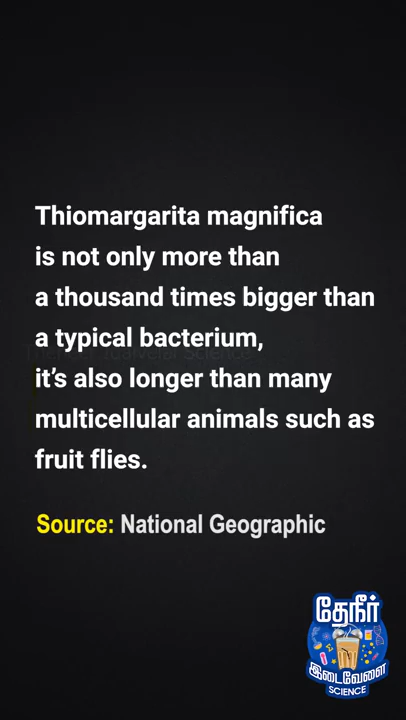 Thiomargarita magnifica
is not only more than
a thousand times bigger than
a typical bacterium,
it’s also longer than many
multicellular animals such as
fruit flies.
Source: National Geographic
தேநீர்
இடைவேளை
SCIENCE